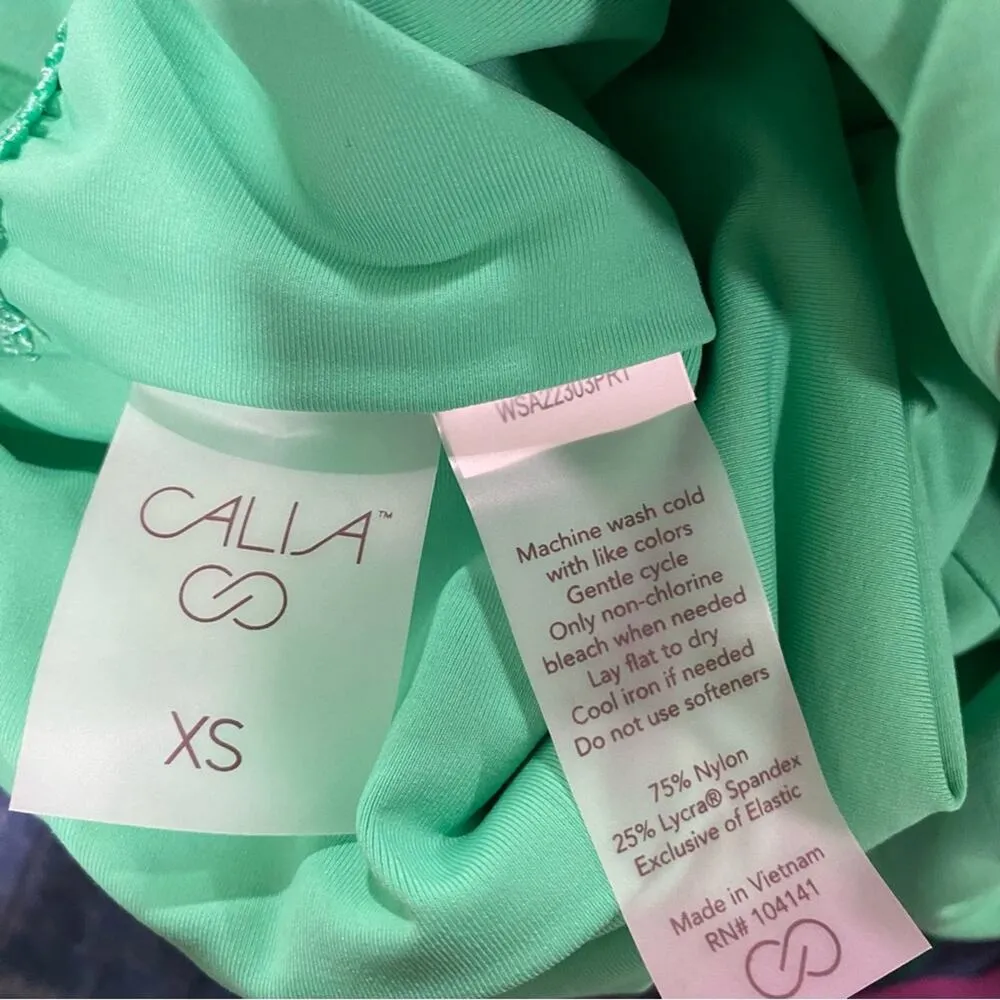 CALIA™
XS
WSA22303PRT
Machine wash cold
with like colors
Gentle cycle
Only non-chlorine
bleach when needed
Lay flat to dry
Cool iron if needed
Do not use softeners
75% Nylon
25% Lycra® Spandex
Exclusive of Elastic
Made in Vietnam
RN# 104141